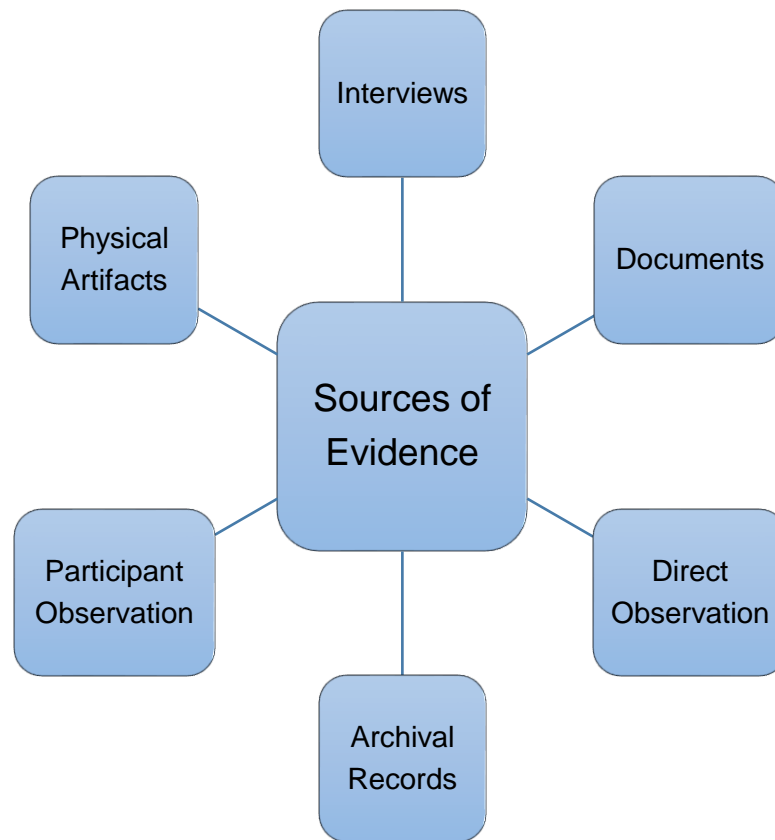 Interviews
Physical
Artifacts
Documents
Sources of
Evidence
Participant
Observation
Direct
Observation
Archival
Records